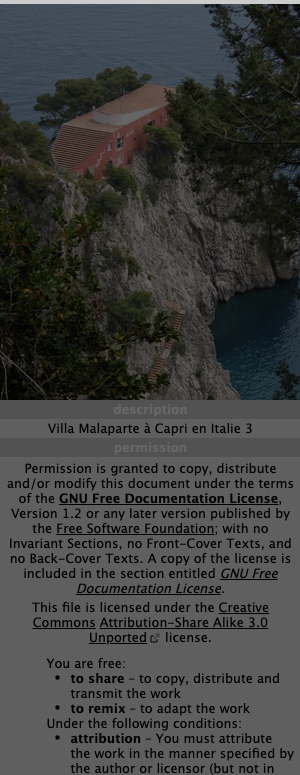 description
Villa Malaparte à Capri en Italie 3
permission
Permission is granted to copy, distribute
and/or modify this document under the terms
of the GNU Free Documentation License,
Version 1.2 or any later version published by
the Free Software Foundation; with no
Invariant Sections, no Front-Cover Texts, and
no Back-Cover Texts. A copy of the license is
included in the section entitled GNU Free
Documentation License.
This file is licensed under the Creative
Commons Attribution-Share Alike 3.0
Unported license.
You are free:
• to share – to copy, distribute and
transmit the work
• to remix – to adapt the work
Under the following conditions:
• attribution – You must attribute
the work in the manner specified by
the author or licensor (but not in